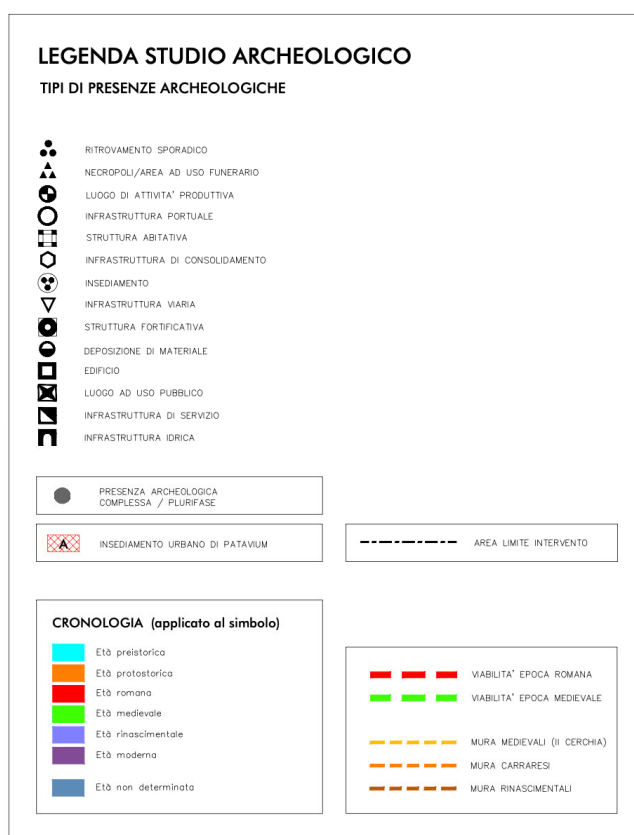 LEGENDA STUDIO ARCHEOLOGICO
TIPI DI PRESENZE ARCHEOLOGICHE
RITROVAMENTO SPORADICO
NECROPOLI/AREA AD USO FUNERARIO
LUOGO DI ATTIVITA' PRODUTTIVA
INFRASTRUTTURA PORTUALE
STRUTTURA ABITATIVA
INFRASTRUTTURA DI CONSOLIDAMENTO
INSEDIAMENTO
INFRASTRUTTURA VIARIA
STRUTTURA FORTIFICATIVA
DEPOSIZIONE DI MATERIALE
EDIFICIO
LUOGO AD USO PUBBLICO
INFRASTRUTTURA DI SERVIZIO
INFRASTRUTTURA IDRICA
PRESENZA ARCHEOLOGICA
COMPLESSA / PLURIFASE
A INSEDIAMENTO URBANO DI PATAVIUM
AREA LIMITE INTERVENTO
CRONOLOGIA (applicato al simbolo)
Età preistorica
Età protostorica
Età romana
Età medievale
Età rinascimentale
Età moderna
Età non determinata
VIABILITA' EPOCA ROMANA
VIABILITA' EPOCA MEDIEVALE
MURA MEDIEVALI (II CERCHIA)
MURA CARRARESI
MURA RINASCIMENTALI